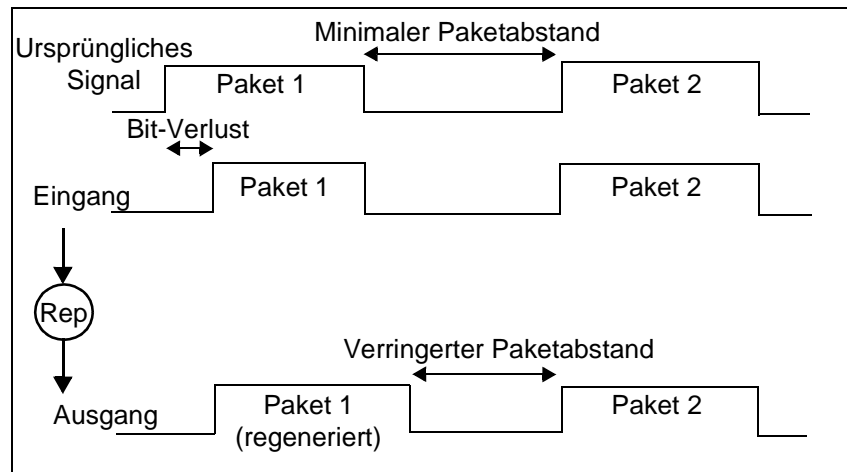 Ursprüngliches
Signal
Minimaler Paketabstand
Paket 1
Paket 2
Bit-Verlust
Eingang
Paket 1
Paket 2
Rep
Verringerter Paketabstand
Ausgang
Paket 1
(regeneriert)
Paket 2